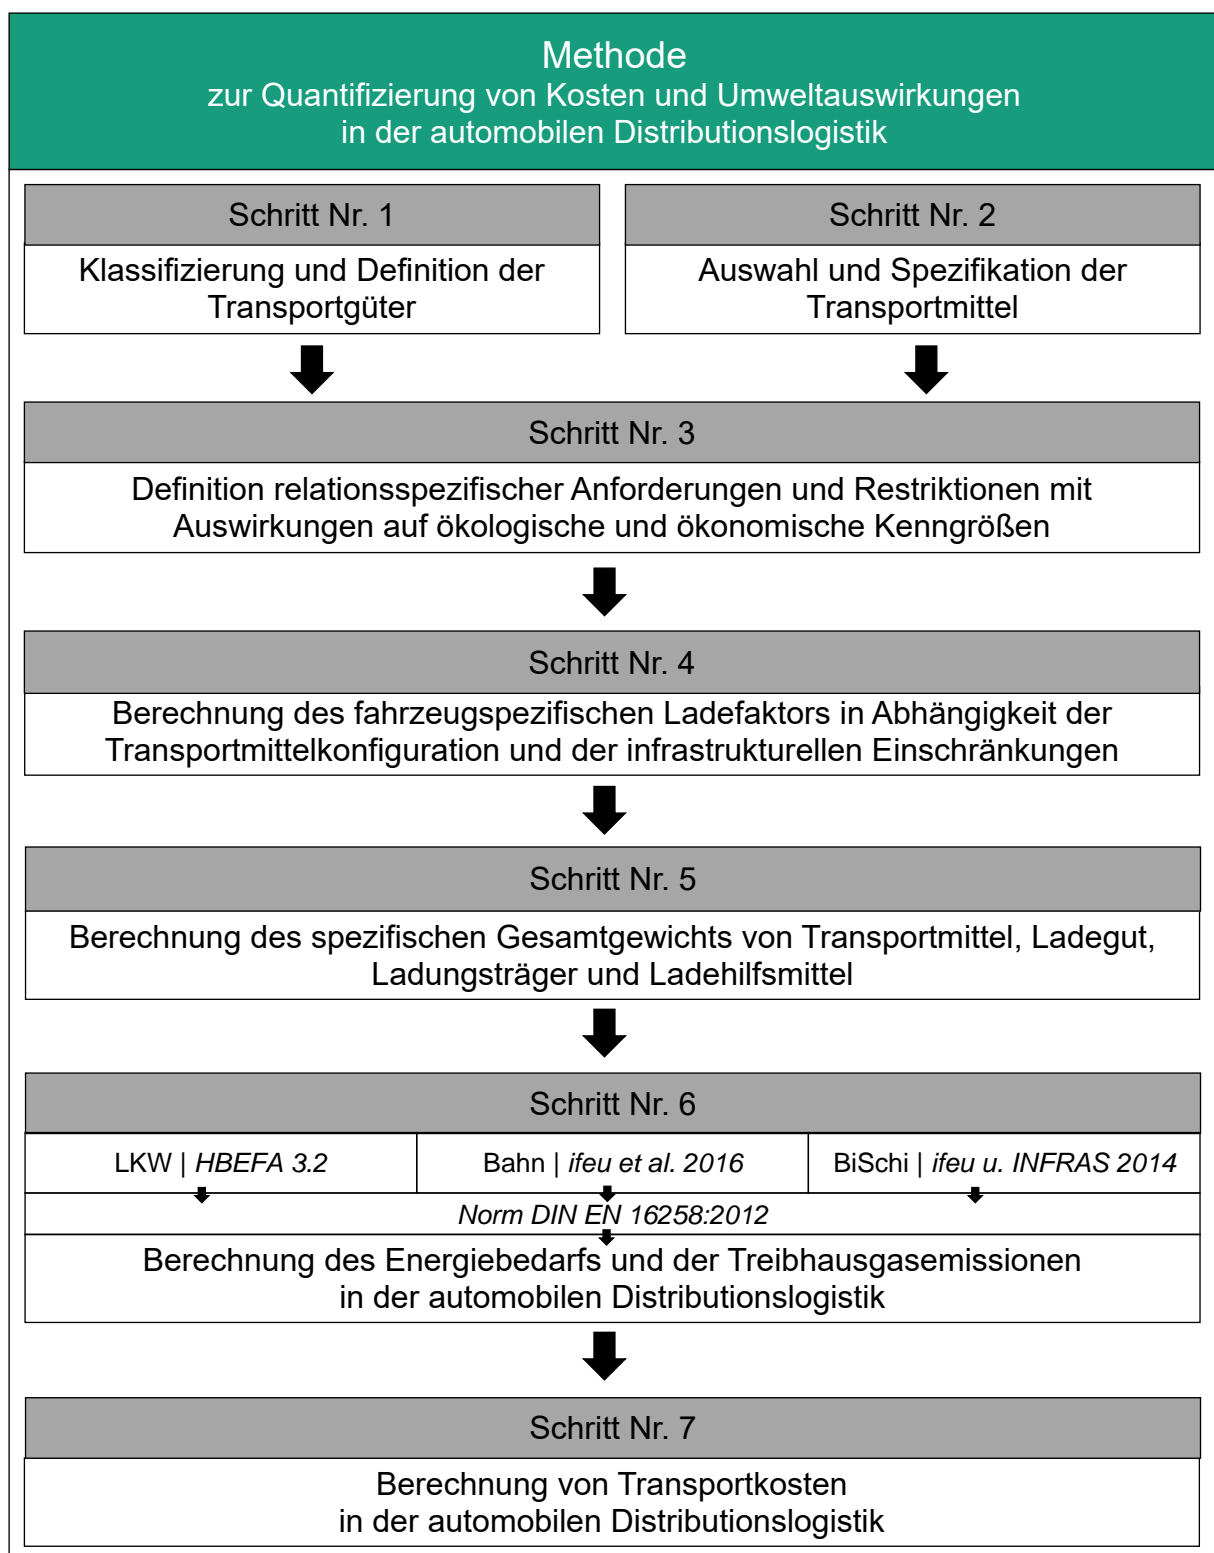 Methode
zur Quantifizierung von Kosten und Umweltauswirkungen
in der automobilen Distributionslogistik
Schritt Nr. 1
Klassifizierung und Definition der
Transportgüter
Schritt Nr. 2
Auswahl und Spezifikation der
Transportmittel
Schritt Nr. 3
Definition relationsspezifischer Anforderungen und Restriktionen mit
Auswirkungen auf ökologische und ökonomische Kenngrößen
Schritt Nr. 4
Berechnung des fahrzeugspezifischen Ladefaktors in Abhängigkeit der
Transportmittelkonfiguration und der infrastrukturellen Einschränkungen
Schritt Nr. 5
Berechnung des spezifischen Gesamtgewichts von Transportmittel, Ladegut,
Ladungsträger und Ladehilfsmittel
Schritt Nr. 6
LKW | HBEFA 3.2
Bahn | ifeu et al. 2016
BiSchi | ifeu u. INFRAS 2014
Norm DIN EN 16258:2012
Berechnung des Energiebedarfs und der Treibhausgasemissionen
in der automobilen Distributionslogistik
Schritt Nr. 7
Berechnung von Transportkosten
in der automobilen Distributionslogistik